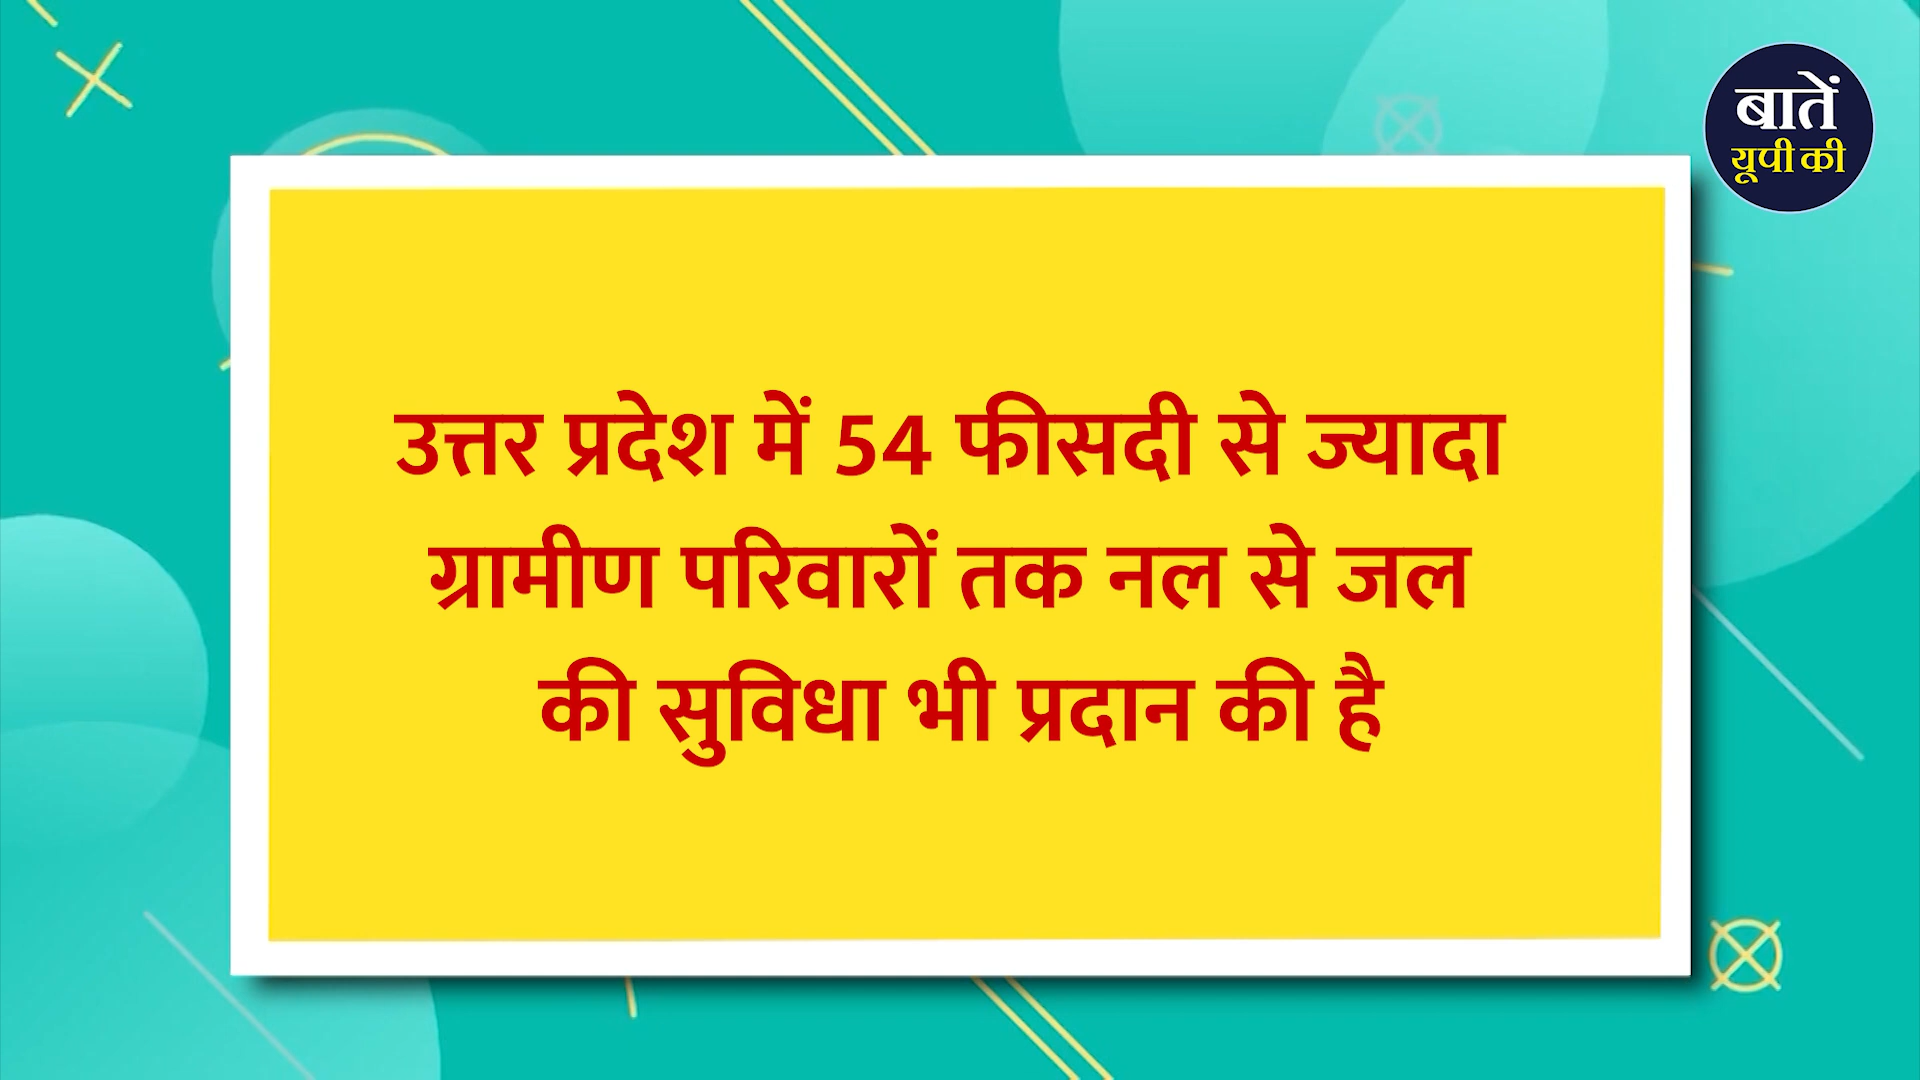 बातें
यूपी की
उत्तर प्रदेश में 54 फीसदी से ज्यादा
ग्रामीण परिवारों तक नल से जल
की सुविधा भी प्रदान की है